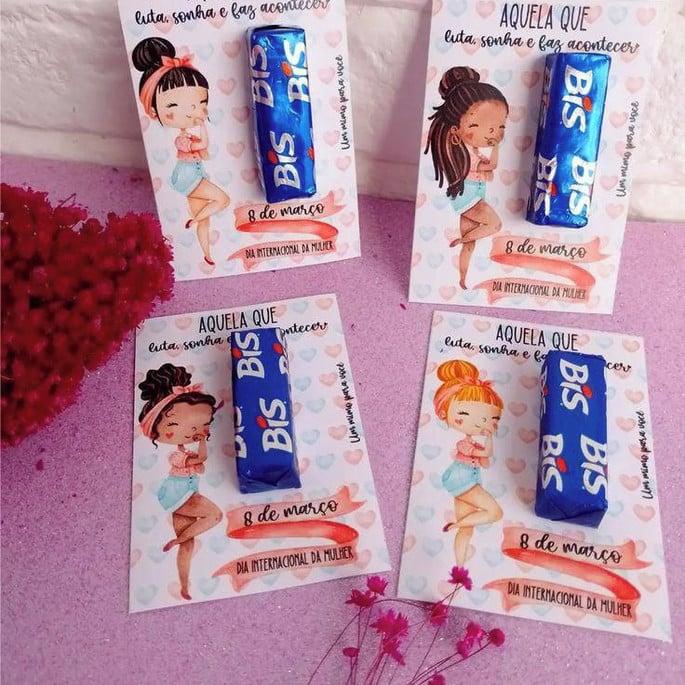 luta, sonha e faz acontecer
BIS BIS
BIS BIS
Um mimo para você
8 de março
DIA INTERNACIONAL DA MULHER
AQUELA QUE
luta, sonha e faz acontecer
BIS
BIS
BIS
BIS
Um mimo para você
8 de março
DIA INTERNACIONAL DA MULHER
AQUELA QUE
luta, sonha e acontecer
BIS
BIS
BIS
BIS
Um mimo para você
8 de março
DIA INTERNACIONAL DA MULHER
AQUELA QUE
luta, sonha e faz acontecer
BIS
BIS
BIS
Um mimo para você
8 de março
DIA INTERNACIONAL DA MULHER